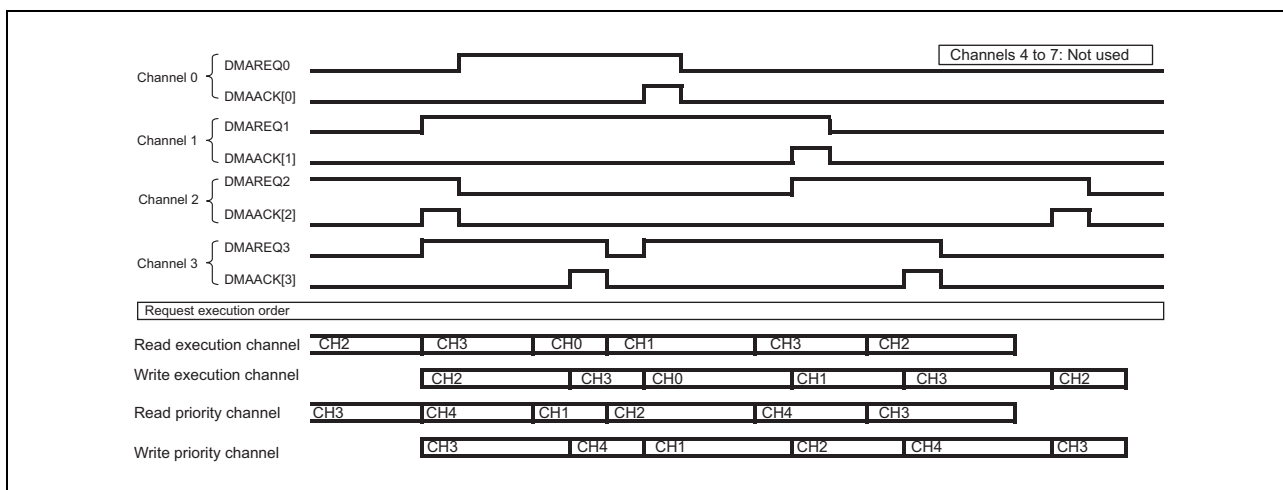 Channels 4 to 7: Not used
Channel 0
DMAREQ0
DMAACK[0]
Channel 1
DMAREQ1
DMAACK[1]
Channel 2
DMAREQ2
DMAACK[2]
Channel 3
DMAREQ3
DMAACK[3]
Request execution order
Read execution channel CH2 CH3 CH0 CH1 CH3 CH2
Write execution channel CH2 CH3 CH0 CH1 CH3 CH2
Read priority channel CH3 CH4 CH1 CH2 CH4 CH3
Write priority channel CH3 CH4 CH1 CH2 CH4 CH3